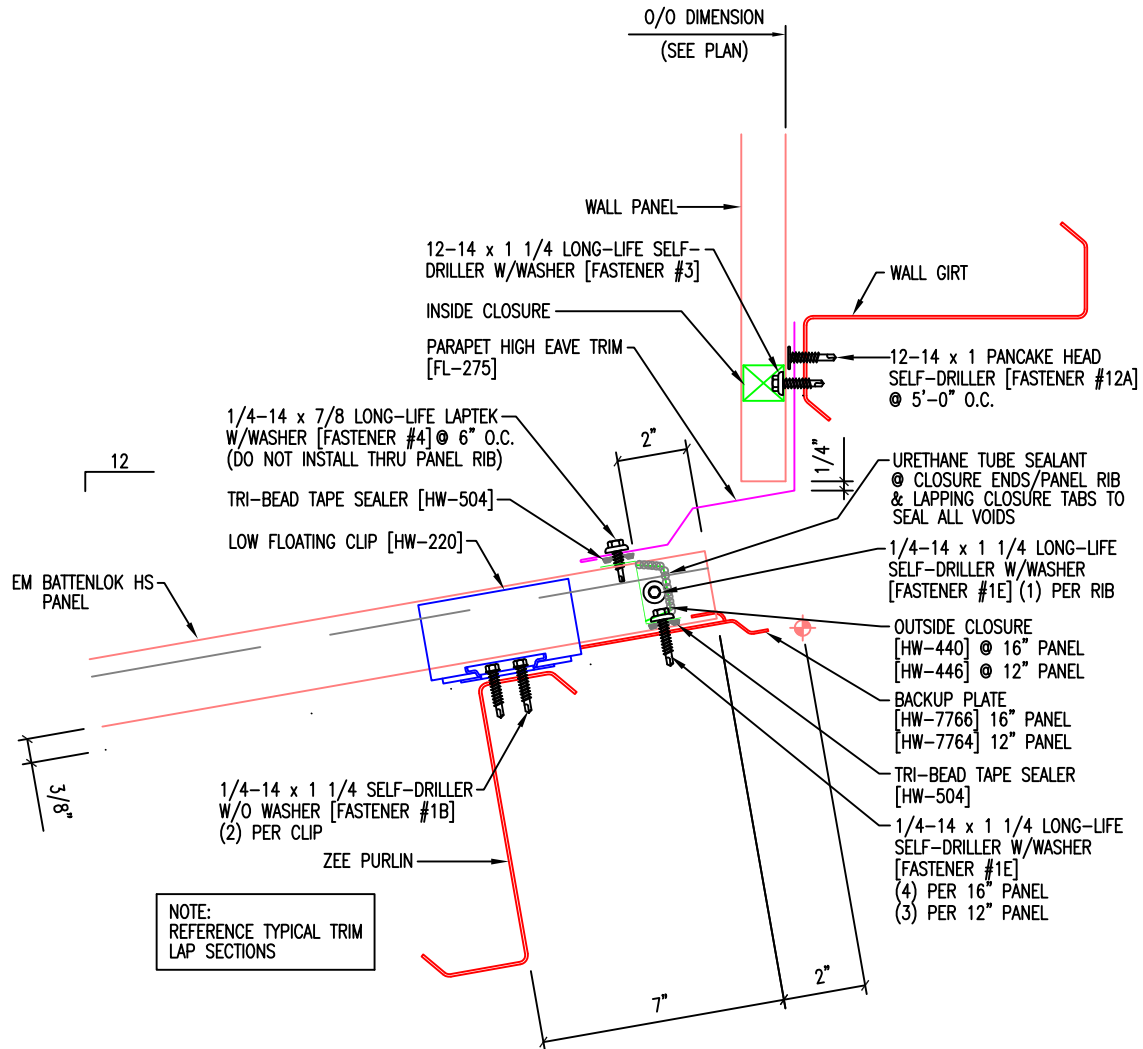 O/O DIMENSION
(SEE PLAN)
WALL PANEL
12-14 x 1 1/4 LONG-LIFE SELF-
DRILLER W/WASHER [FASTENER #3]
WALL GIRT
INSIDE CLOSURE
PARAPET HIGH EAVE TRIM
[FL-275]
12-14 x 1 PANCAKE HEAD
SELF-DRILLER [FASTENER #12A]
@ 5'-0" O.C.
1/4-14 x 7/8 LONG-LIFE LAPTEK
W/WASHER [FASTENER #4] @ 6" O.C.
(DO NOT INSTALL THRU PANEL RIB)
2"
1/4"
12
URETHANE TUBE SEALANT
@ CLOSURE ENDS/PANEL RIB
& LAPPING CLOSURE TABS TO
SEAL ALL VOIDS
TRI-BEAD TAPE SEALER [HW-504]
LOW FLOATING CLIP [HW-220]
1/4-14 x 1 1/4 LONG-LIFE
SELF-DRILLER W/WASHER
[FASTENER #1E] (1) PER RIB
EM BATTENLOK HS
PANEL
OUTSIDE CLOSURE
[HW-440] @ 16" PANEL
[HW-446] @ 12" PANEL
BACKUP PLATE
[HW-7766] 16" PANEL
[HW-7764] 12" PANEL
3/8"
1/4-14 x 1 1/4 SELF-DRILLER
W/O WASHER [FASTENER #1B]
(2) PER CLIP
TRI-BEAD TAPE SEALER
[HW-504]
1/4-14 x 1 1/4 LONG-LIFE
SELF-DRILLER W/WASHER
[FASTENER #1E]
(4) PER 16" PANEL
(3) PER 12" PANEL
ZEE PURLIN
NOTE:
REFERENCE TYPICAL TRIM
LAP SECTIONS
7"
2"